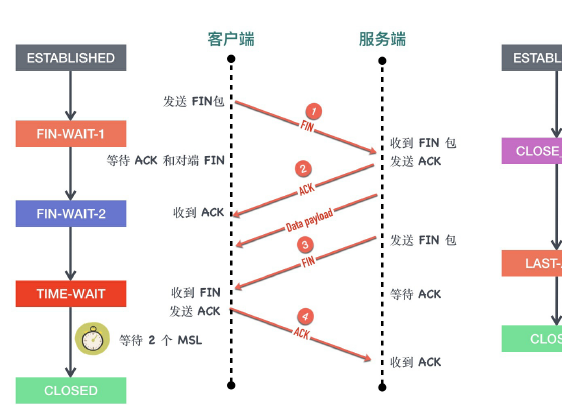 客户端
服务端
ESTABLISHED
发送 FIN包
1
FIN
FIN-WAIT-1
等待 ACK 和对端 FIN
收到 FIN 包
发送 ACK
2
ACK
FIN-WAIT-2
收到 ACK
Data payload
3
FIN
发送 FIN 包
TIME-WAIT
收到 FIN
发送 ACK
等待 ACK
4
ACK
等待 2 个 MSL
收到 ACK
CLOSED
ESTABL
CLOSE_
LAST-
CLOS